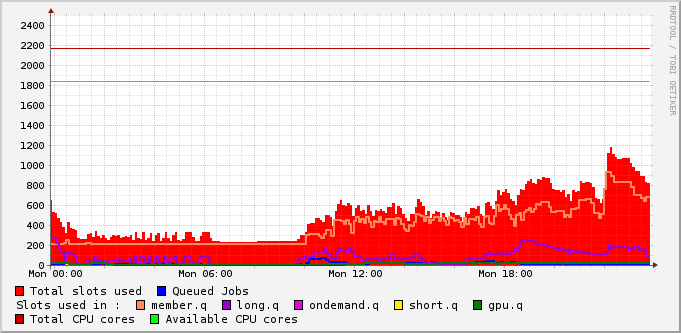 RRDTOOL / TOBI OETIKER
2400
2200
2000
1800
1600
1400
1200
1000
800
600
400
200
0
Mon 00:00 Mon 06:00 Mon 12:00 Mon 18:00
Total slots used Queued Jobs
Slots used in : member.q long.q ondemand.q short.q gpu.q
Total CPU cores Available CPU cores